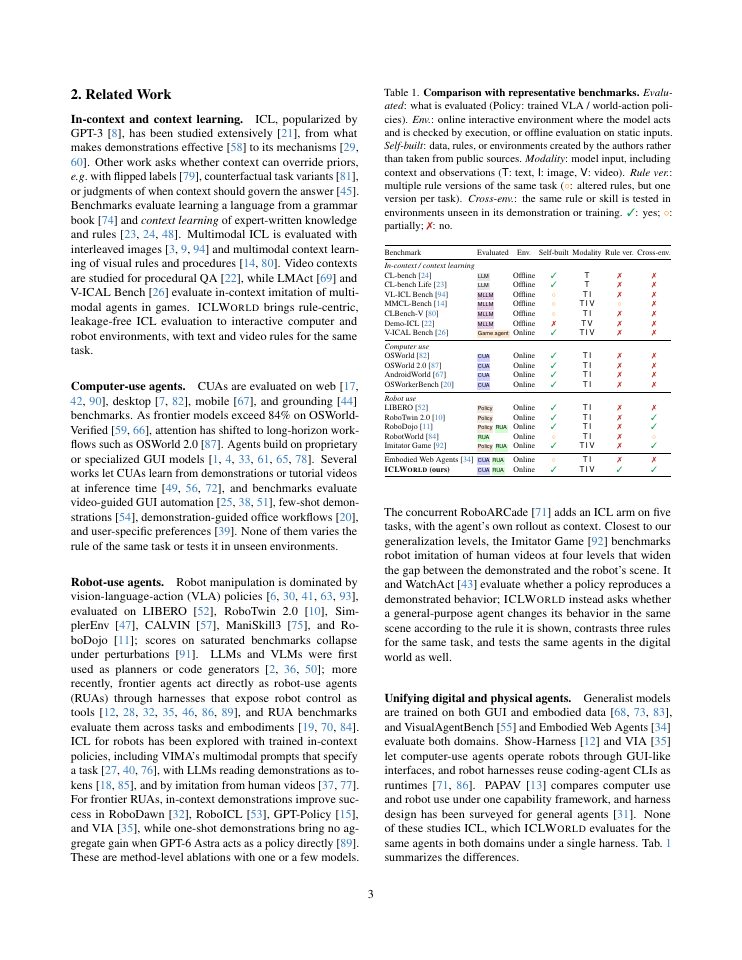 2. Related Work
In-context and context learning. ICL, popularized by
GPT-3 [8], has been studied extensively [21], from what
makes demonstrations effective [58] to its mechanisms [29,
60]. Other work asks whether context can override priors,
e.g. with flipped labels [79], counterfactual task variants [81],
or judgments of when context should govern the answer [45].
Benchmarks evaluate learning a language from a grammar
book [74] and context learning of expert-written knowledge
and rules [23, 24, 48]. Multimodal ICL is evaluated with
interleaved images [3, 9, 94] and multimodal context learn-
ing of visual rules and procedures [14, 80]. Video contexts
are studied for procedural QA [22], while LMAct [69] and
V-ICAL Bench [26] evaluate in-context imitation of multi-
modal agents in games. ICLWORLD brings rule-centric,
leakage-free ICL evaluation to interactive computer and
robot environments, with text and video rules for the same
task.
Computer-use agents. CUAs are evaluated on web [17,
42, 90], desktop [7, 82], mobile [67], and grounding [44]
benchmarks. As frontier models exceed 84% on OSWorld-
Verified [59, 66], attention has shifted to long-horizon work-
flows such as OSWorld 2.0 [87]. Agents build on proprietary
or specialized GUI models [1, 4, 33, 61, 65, 78]. Several
works let CUAs learn from demonstrations or tutorial videos
at inference time [49, 56, 72], and benchmarks evaluate
video-guided GUI automation [25, 38, 51], few-shot demon-
strations [54], demonstration-guided office workflows [20],
and user-specific preferences [39]. None of them varies the
rule of the same task or tests it in unseen environments.
Robot-use agents. Robot manipulation is dominated by
vision-language-action (VLA) policies [6, 30, 41, 63, 93],
evaluated on LIBERO [52], RoboTwin 2.0 [10], Sim-
plerEnv [47], CALVIN [57], ManiSkill3 [75], and Ro-
boDojo [11]; scores on saturated benchmarks collapse
under perturbations [91]. LLMs and VLMs were first
used as planners or code generators [2, 36, 50]; more
recently, frontier agents act directly as robot-use agents
(RUAs) through harnesses that expose robot control as
tools [12, 28, 32, 35, 46, 86, 89], and RUA benchmarks
evaluate them across tasks and embodiments [19, 70, 84].
ICL for robots has been explored with trained in-context
policies, including VIMA's multimodal prompts that specify
a task [27, 40, 76], with LLMs reading demonstrations as to-
kens [18, 85], and by imitation from human videos [37, 77].
For frontier RUAs, in-context demonstrations improve suc-
cess in RoboDawn [32], RoboICL [53], GPT-Policy [15],
and VIA [35], while one-shot demonstrations bring no ag-
gregate gain when GPT-6 Astra acts as a policy directly [89].
These are method-level ablations with one or a few models.
Table 1. Comparison with representative benchmarks. Evalu-
ated: what is evaluated (Policy: trained VLA / world-action poli-
cies). Env.: online interactive environment where the model acts
and is checked by execution, or offline evaluation on static inputs.
Self-built: data, rules, or environments created by the authors rather
than taken from public sources. Modality: model input, including
context and observations (T: text, I: image, V: video). Rule ver.:
multiple rule versions of the same task (○: altered rules, but one
version per task). Cross-env.: the same rule or skill is tested in
environments unseen in its demonstration or training. ✓: yes; ○:
partially; ✗: no.
Benchmark Evaluated Env. Self-built Modality Rule ver. Cross-env.
In-context / context learning
CL-bench [24] LLM Offline ✓ T ✗ ✗
CL-bench Life [23] LLM Offline ✓ T ✗ ✗
VL-ICL Bench [94] MLLM Offline ○ T I ✗ ✗
MMCL-Bench [14] MLLM Offline ○ T I V ○ ✗
CLBench-V [80] MLLM Offline ○ T I ✗ ✗
Demo-ICL [22] MLLM Offline ✗ T V ✗ ✗
V-ICAL Bench [26] Game agent Online ✓ T I V ✗ ✗
Computer use
OSWorld [82] CUA Online ✓ T I ✗ ✗
OSWorld 2.0 [87] CUA Online ✓ T I ✗ ✗
AndroidWorld [67] CUA Online ✓ T I ✗ ✗
OSWorkerBench [20] CUA Online ✓ T I ✗ ✗
Robot use
LIBERO [52] Policy Online ✓ T I ✗ ✗
RoboTwin 2.0 [10] Policy Online ✓ T I ✗ ✓
RoboDojo [11] Policy RUA Online ✓ T I ✗ ✓
RobotWorld [84] RUA Online ○ T I ✗ ○
Imitator Game [92] Policy RUA Online ✓ T I V ✗ ✓
Embodied Web Agents [34] CUA RUA Online ○ T I ✗ ✗
ICLWORLD (ours) CUA RUA Online ✓ T I V ✓ ✓
The concurrent RoboARCade [71] adds an ICL arm on five
tasks, with the agent's own rollout as context. Closest to our
generalization levels, the Imitator Game [92] benchmarks
robot imitation of human videos at four levels that widen
the gap between the demonstrated and the robot's scene. It
and WatchAct [43] evaluate whether a policy reproduces a
demonstrated behavior; ICLWORLD instead asks whether
a general-purpose agent changes its behavior in the same
scene according to the rule it is shown, contrasts three rules
for the same task, and tests the same agents in the digital
world as well.
Unifying digital and physical agents. Generalist models
are trained on both GUI and embodied data [68, 73, 83],
and VisualAgentBench [55] and Embodied Web Agents [34]
evaluate both domains. Show-Harness [12] and VIA [35]
let computer-use agents operate robots through GUI-like
interfaces, and robot harnesses reuse coding-agent CLIs as
runtimes [71, 86]. PAPAV [13] compares computer use
and robot use under one capability framework, and harness
design has been surveyed for general agents [31]. None
of these studies ICL, which ICLWORLD evaluates for the
same agents in both domains under a single harness. Tab. 1
summarizes the differences.
3